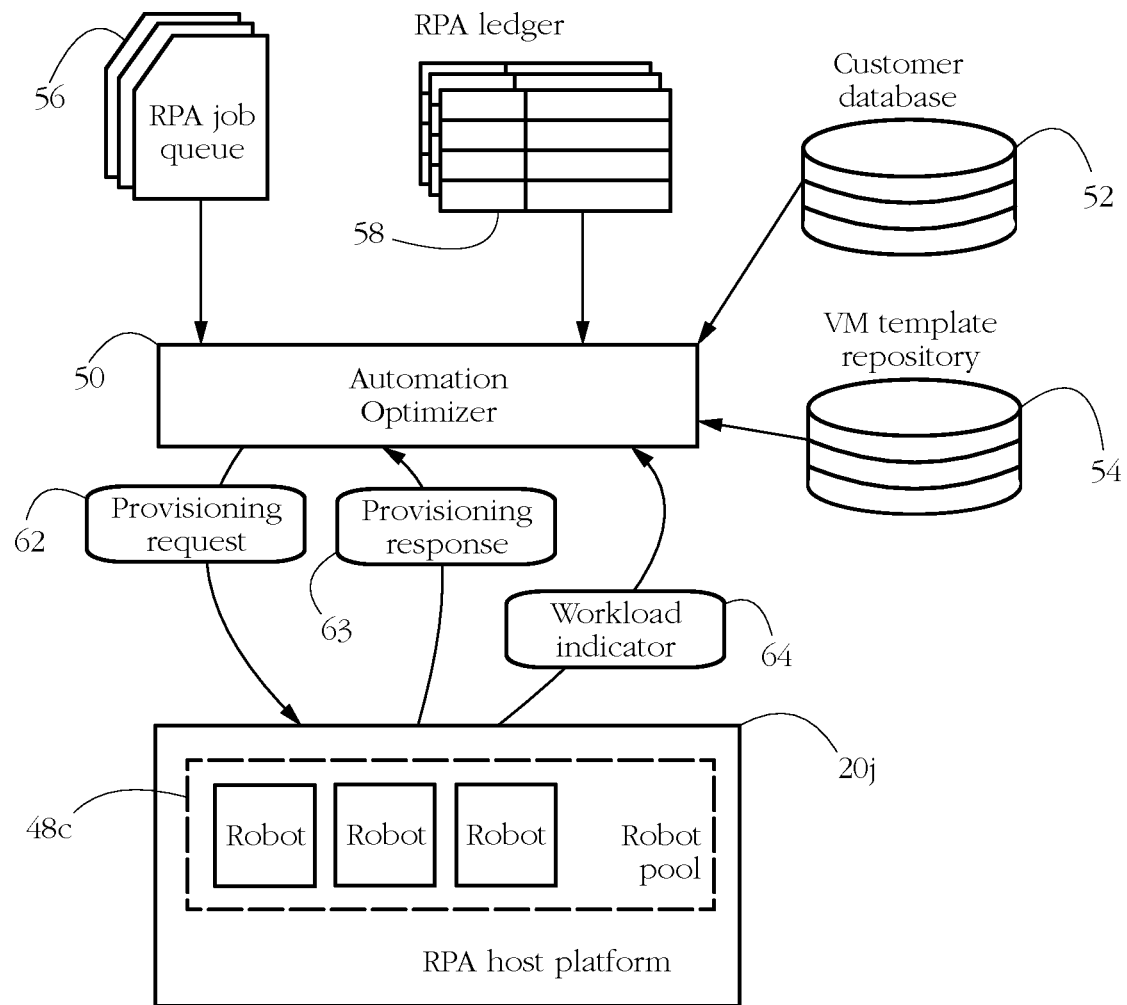 RPA ledger
56
RPA job
queue
Customer
database
52
58
VM template
repository
50
Automation
Optimizer
54
62
Provisioning
request
Provisioning
response
63
Workload
indicator
64
20j
48c
Robot
Robot
Robot
Robot
pool
RPA host platform